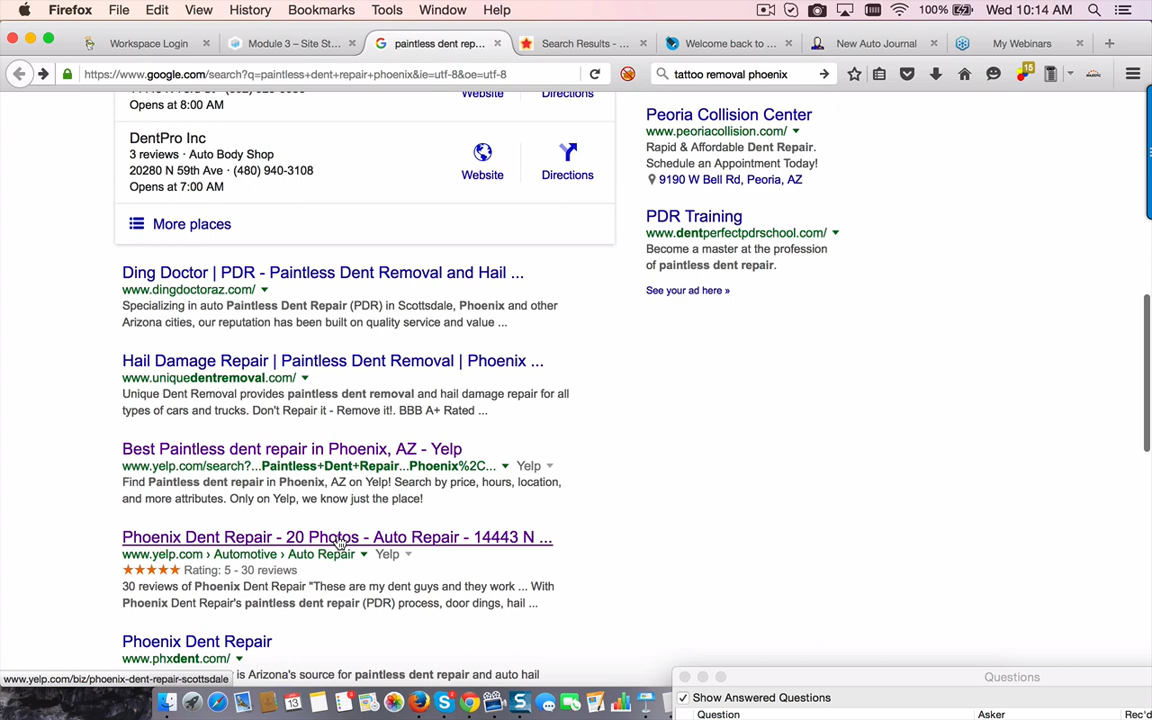 Firefox File Edit View History Bookmarks Tools Window Help 100% Wed 10:14 AM
Workspace Login × Module 3 – Site St... × paintless dent rep... × Search Results - ... × Welcome back to ... × New Auto Journal × My Webinars × +
https://www.google.com/search?q=paintless+dent+repair+phoenix&ie=utf-8&oe=utf-8 tattoo removal phoenix 15
Opens at 8:00 AM
Website Directions
DentPro Inc
3 reviews · Auto Body Shop
20280 N 59th Ave · (480) 940-3108
Opens at 7:00 AM
Website Directions
More places
Ding Doctor | PDR - Paintless Dent Removal and Hail ...
www.dingdoctoraz.com/
Specializing in auto Paintless Dent Repair (PDR) in Scottsdale, Phoenix and other
Arizona cities, our reputation has been built on quality service and value ...
Hail Damage Repair | Paintless Dent Removal | Phoenix ...
www.uniquedentremoval.com/
Unique Dent Removal provides paintless dent removal and hail damage repair for all
types of cars and trucks. Don't Repair it - Remove it!. BBB A+ Rated ...
Best Paintless dent repair in Phoenix, AZ - Yelp
www.yelp.com/search?...Paintless+Dent+Repair...Phoenix%2C... Yelp
Find Paintless dent repair in Phoenix, AZ on Yelp! Search by price, hours, location,
and more attributes. Only on Yelp, we know just the place!
Phoenix Dent Repair - 20 Photos - Auto Repair - 14443 N ...
www.yelp.com › Automotive › Auto Repair Yelp
★★★★★ Rating: 5 - 30 reviews
30 reviews of Phoenix Dent Repair "These are my dent guys and they work ... With
Phoenix Dent Repair's paintless dent repair (PDR) process, door dings, hail ...
Phoenix Dent Repair
www.phxdent.com/
is Arizona's source for paintless dent repair and auto hail
www.yelp.com/biz/phoenix-dent-repair-scottsdale
Peoria Collision Center
www.peoriacollision.com/
Rapid & Affordable Dent Repair.
Schedule an Appointment Today!
9190 W Bell Rd, Peoria, AZ
PDR Training
www.dentperfectpdrschool.com/
Become a master at the profession
of paintless dent repair.
See your ad here »
Questions
Show Answered Questions
Question Asker Rec'd